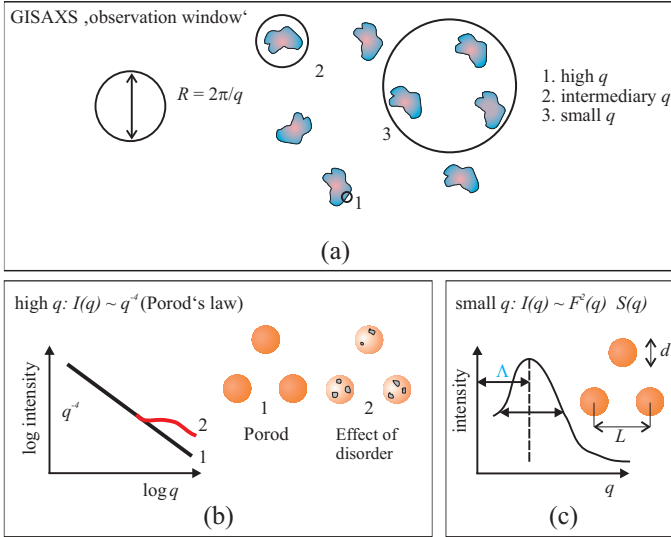 GISAXS ‚observation window‘
R = 2π/q
2
3
1
1. high q
2. intermediary q
3. small q
(a)
high q: I(q) ~ q⁻⁴ (Porod‘s law)
log intensity
q⁻⁴
2
1
log q
1
Porod
2
Effect of
disorder
(b)
small q: I(q) ~ F²(q) S(q)
intensity
Λ
d
L
q
(c)